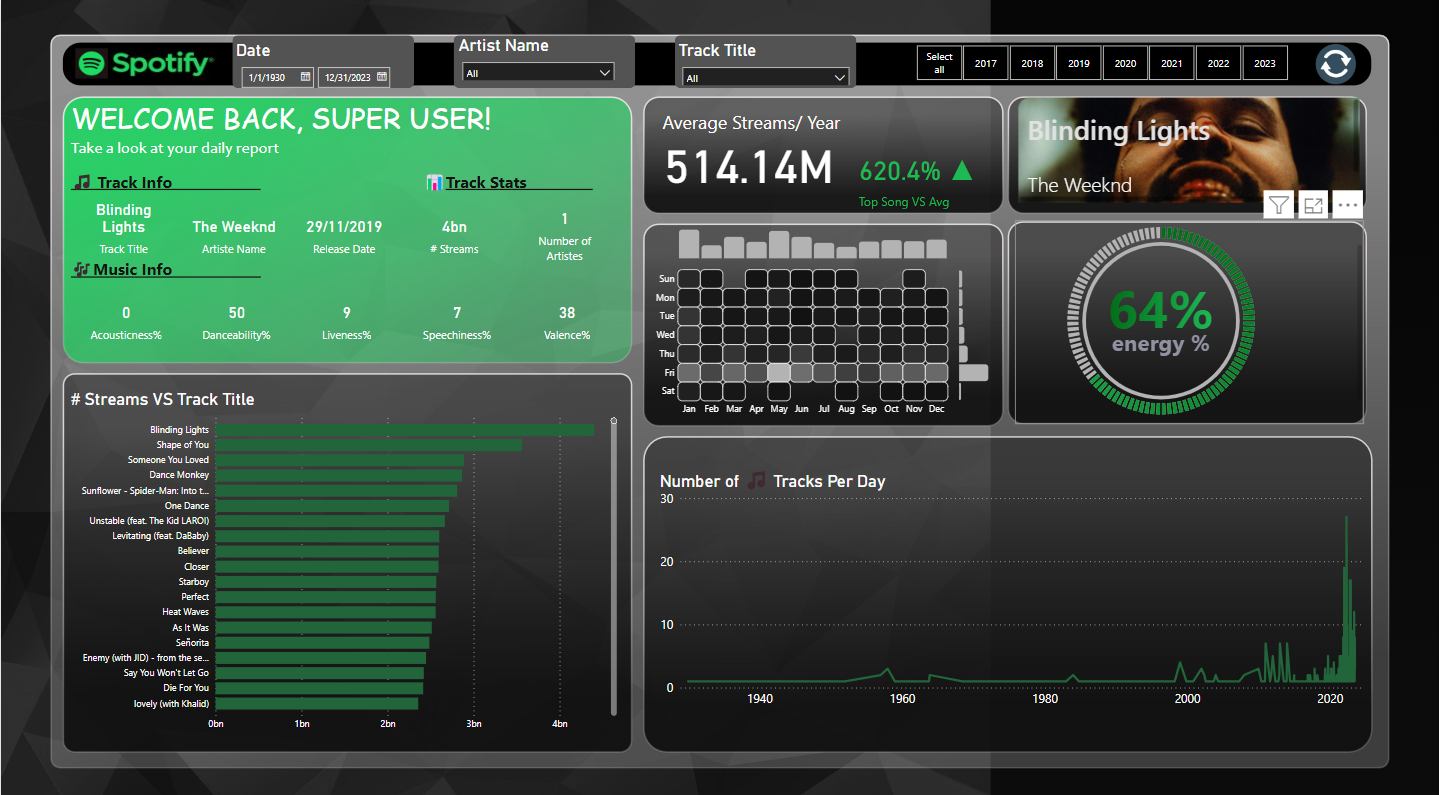 Spotify
Date
1/1/1930
12/31/2023
Artist Name
All
Track Title
All
Select
all
2017
2018
2019
2020
2021
2022
2023
WELCOME BACK, SUPER USER!
Take a look at your daily report
Track Info
Track Stats
Blinding
Lights
The Weeknd
29/11/2019
4bn
1
Track Title
Artiste Name
Release Date
# Streams
Number of
Artistes
Music Info
0
50
9
7
38
Acousticness%
Danceability%
Liveness%
Speechiness%
Valence%
Average Streams/ Year
514.14M
620.4%
Top Song VS Avg
Blinding Lights
The Weeknd
Sun
Mon
Tue
Wed
Thu
Fri
Sat
Jan
Feb
Mar
Apr
May
Jun
Jul
Aug
Sep
Oct
Nov
Dec
64%
energy %
# Streams VS Track Title
Blinding Lights
Shape of You
Someone You Loved
Dance Monkey
Sunflower - Spider-Man: Into t...
One Dance
Unstable (feat. The Kid LAROI)
Levitating (feat. DaBaby)
Believer
Closer
Starboy
Perfect
Heat Waves
As It Was
Señorita
Enemy (with JID) - from the se...
Say You Won't Let Go
Die For You
lovely (with Khalid)
0bn
1bn
2bn
3bn
4bn
Number of Tracks Per Day
30
20
10
0
1940
1960
1980
2000
2020